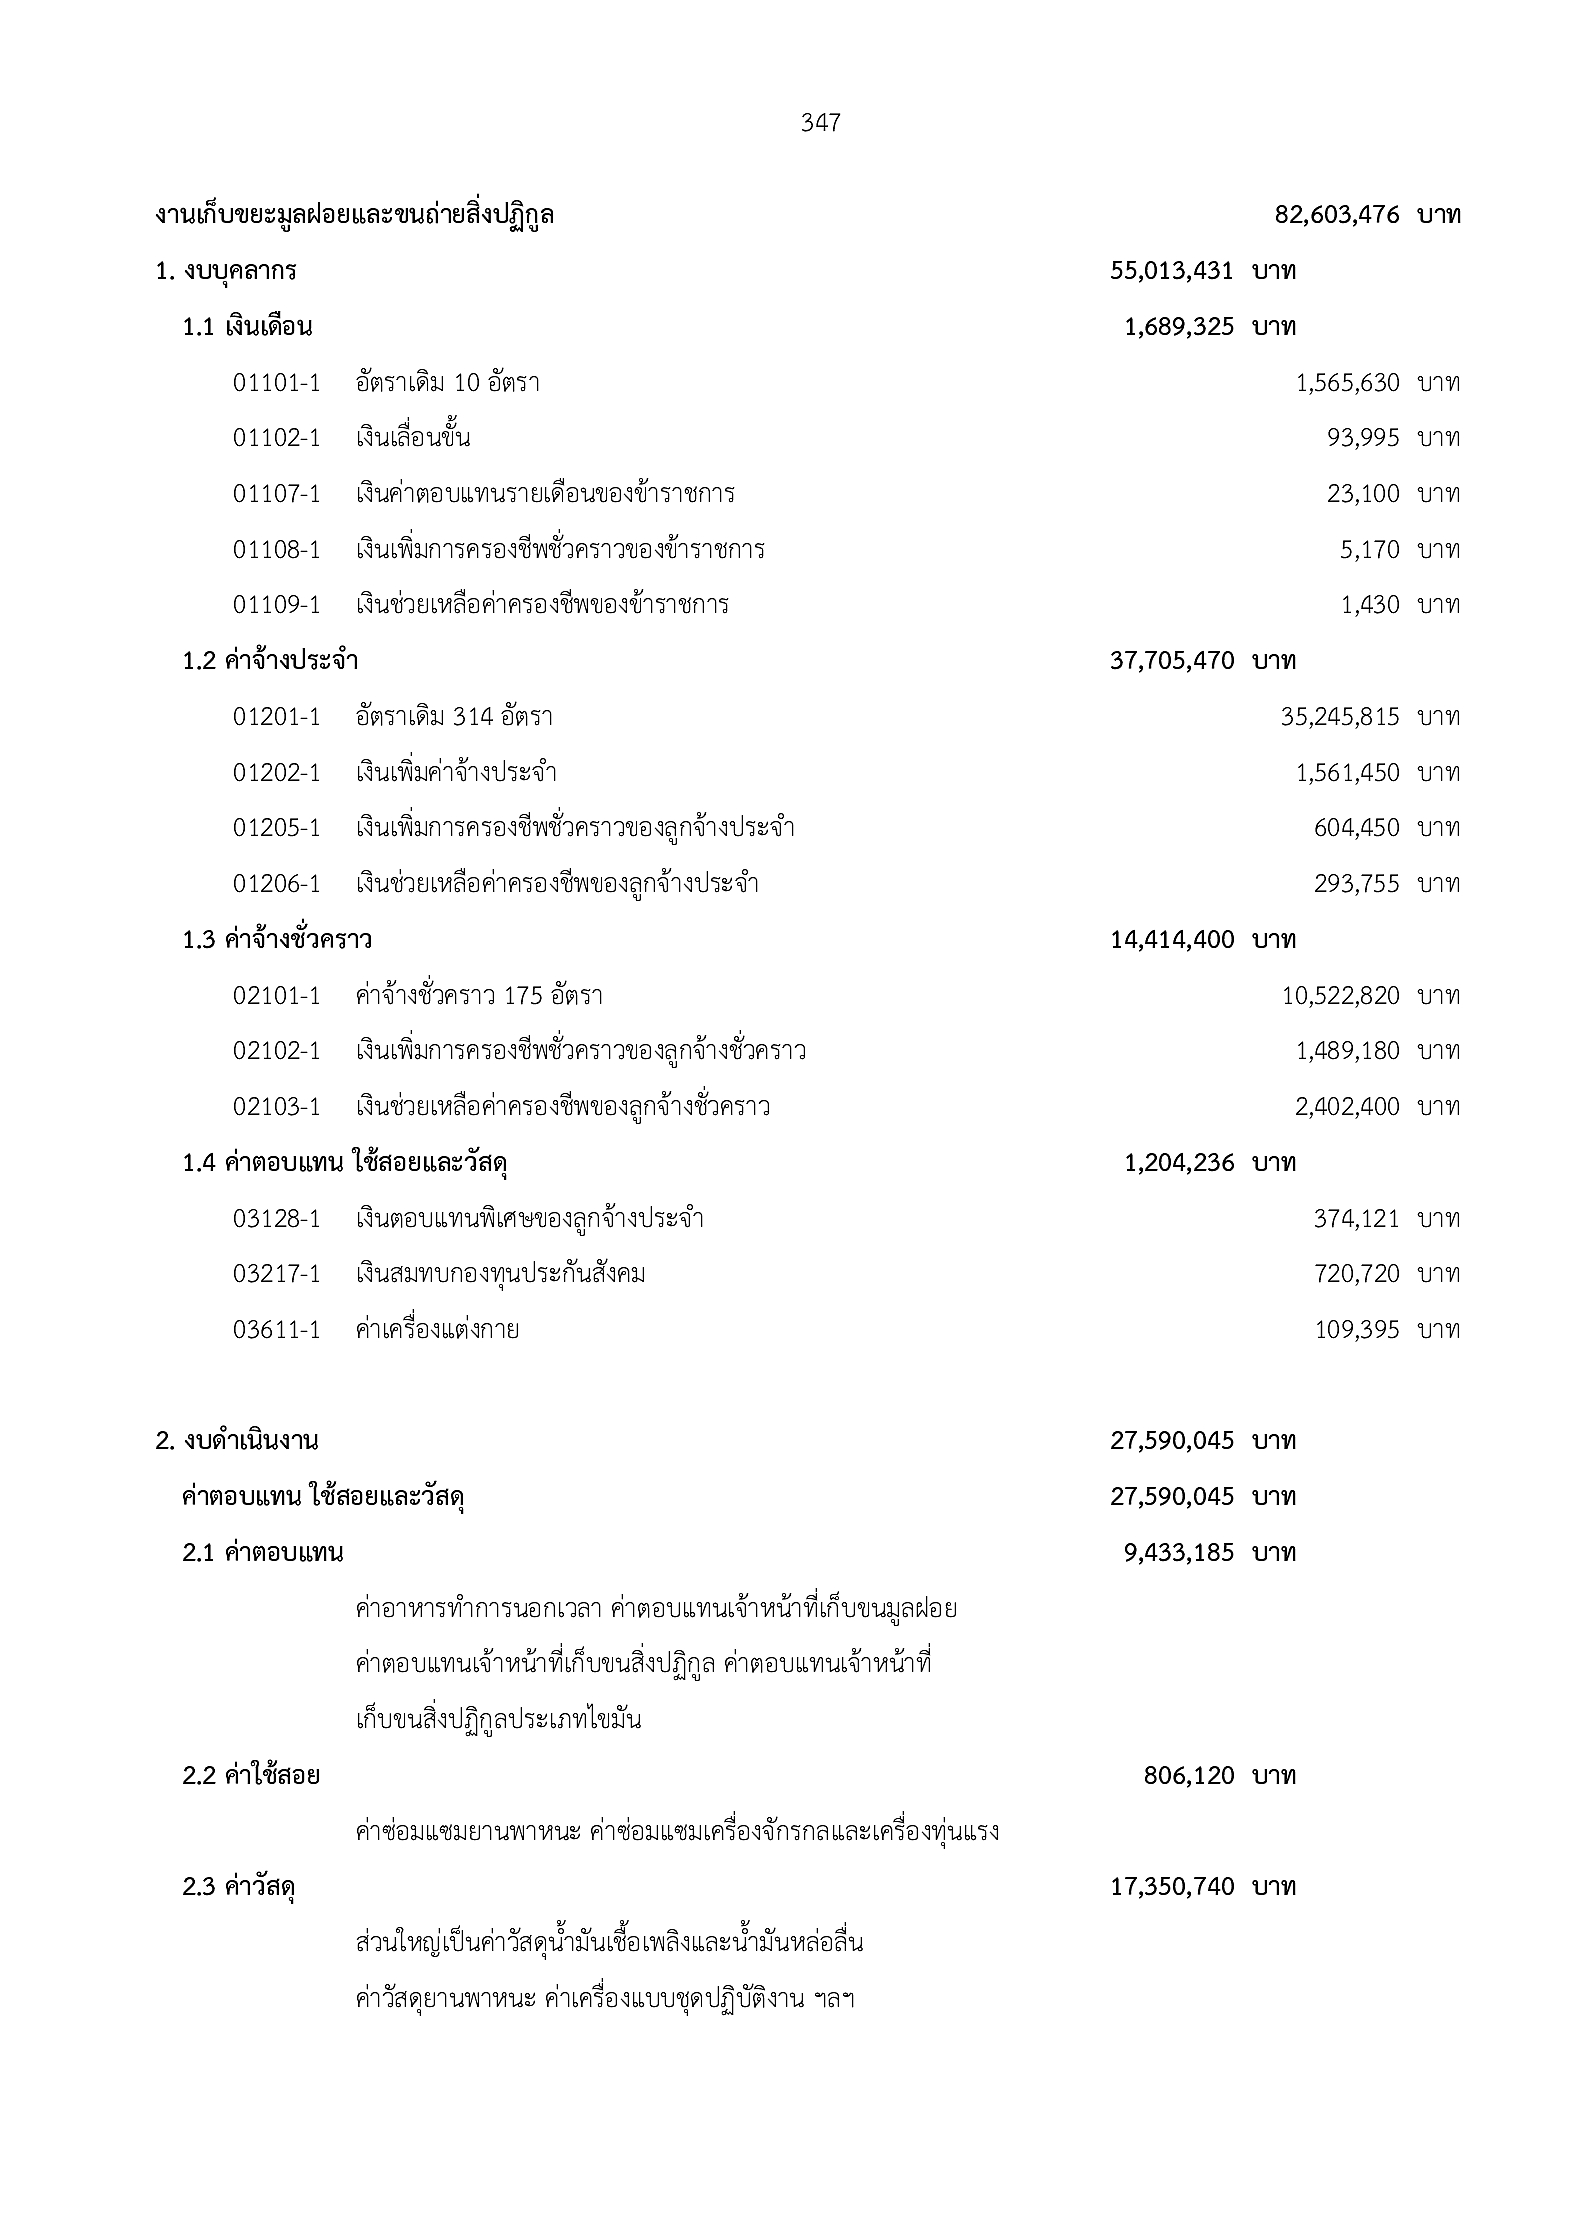 347
งานเก็บขยะมูลฝอยและขนถ่ายสิ่งปฏิกูล 82,603,476 บาท
1. งบบุคลากร 55,013,431 บาท
1.1 เงินเดือน 1,689,325 บาท
01101-1 อัตราเดิม 10 อัตรา 1,565,630 บาท
01102-1 เงินเลื่อนขั้น 93,995 บาท
01107-1 เงินค่าตอบแทนรายเดือนของข้าราชการ 23,100 บาท
01108-1 เงินเพิ่มการครองชีพชั่วคราวของข้าราชการ 5,170 บาท
01109-1 เงินช่วยเหลือค่าครองชีพของข้าราชการ 1,430 บาท
1.2 ค่าจ้างประจำ 37,705,470 บาท
01201-1 อัตราเดิม 314 อัตรา 35,245,815 บาท
01202-1 เงินเพิ่มค่าจ้างประจำ 1,561,450 บาท
01205-1 เงินเพิ่มการครองชีพชั่วคราวของลูกจ้างประจำ 604,450 บาท
01206-1 เงินช่วยเหลือค่าครองชีพของลูกจ้างประจำ 293,755 บาท
1.3 ค่าจ้างชั่วคราว 14,414,400 บาท
02101-1 ค่าจ้างชั่วคราว 175 อัตรา 10,522,820 บาท
02102-1 เงินเพิ่มการครองชีพชั่วคราวของลูกจ้างชั่วคราว 1,489,180 บาท
02103-1 เงินช่วยเหลือค่าครองชีพของลูกจ้างชั่วคราว 2,402,400 บาท
1.4 ค่าตอบแทน ใช้สอยและวัสดุ 1,204,236 บาท
03128-1 เงินตอบแทนพิเศษของลูกจ้างประจำ 374,121 บาท
03217-1 เงินสมทบกองทุนประกันสังคม 720,720 บาท
03611-1 ค่าเครื่องแต่งกาย 109,395 บาท
2. งบดำเนินงาน 27,590,045 บาท
ค่าตอบแทน ใช้สอยและวัสดุ 27,590,045 บาท
2.1 ค่าตอบแทน 9,433,185 บาท
ค่าอาหารทำการนอกเวลา ค่าตอบแทนเจ้าหน้าที่เก็บขนมูลฝอย
ค่าตอบแทนเจ้าหน้าที่เก็บขนสิ่งปฏิกูล ค่าตอบแทนเจ้าหน้าที่
เก็บขนสิ่งปฏิกูลประเภทไขมัน
2.2 ค่าใช้สอย 806,120 บาท
ค่าซ่อมแซมยานพาหนะ ค่าซ่อมแซมเครื่องจักรกลและเครื่องทุ่นแรง
2.3 ค่าวัสดุ 17,350,740 บาท
ส่วนใหญ่เป็นค่าวัสดุน้ำมันเชื้อเพลิงและน้ำมันหล่อลื่น
ค่าวัสดุยานพาหนะ ค่าเครื่องแบบชุดปฏิบัติงาน ฯลฯ